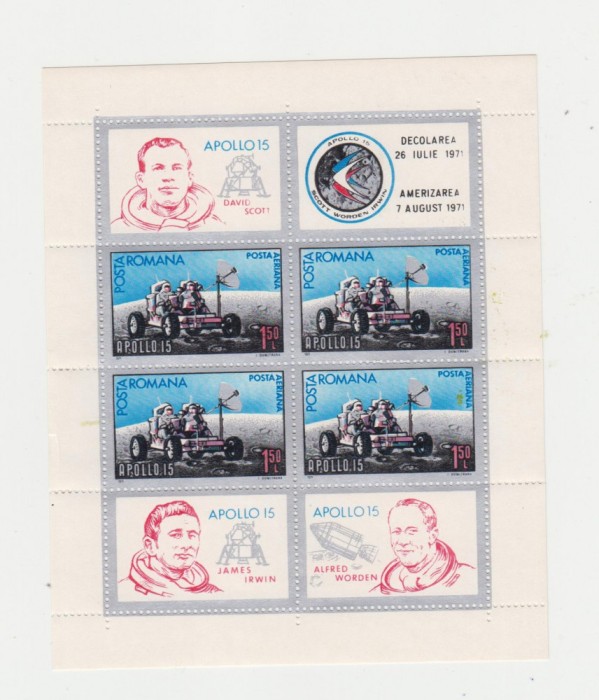 APOLLO 15
DAVID
SCOTT
APOLLO 15
SCOTT WORDEN IRWIN
DECOLAREA
26 IULIE 1971
AMERIZAREA
7 AUGUST 1971
POSTA ROMANA
POSTA AERIANA
APOLLO.15
1.50 L
POSTA ROMANA
POSTA AERIANA
APOLLO.15
1.50 L
POSTA ROMANA
POSTA AERIANA
APOLLO.15
1.50 L
POSTA ROMANA
POSTA AERIANA
APOLLO.15
1.50 L
APOLLO 15
JAMES
IRWIN
APOLLO 15
ALFRED
WORDEN